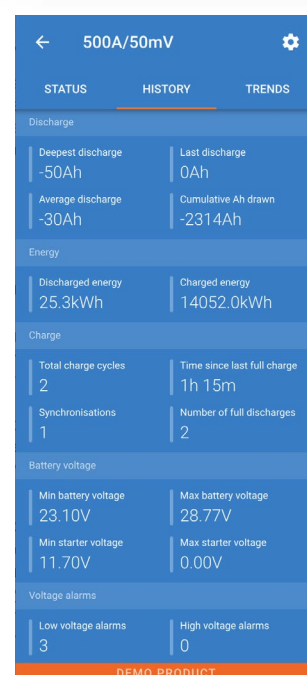 500A/50mV
STATUS HISTORY TRENDS
Discharge
Deepest discharge Last discharge
-50Ah 0Ah
Average discharge Cumulative Ah drawn
-30Ah -2314Ah
Energy
Discharged energy Charged energy
25.3kWh 14052.0kWh
Charge
Total charge cycles Time since last full charge
2 1h 15m
Synchronisations Number of full discharges
1 2
Battery voltage
Min battery voltage Max battery voltage
23.10V 28.77V
Min starter voltage Max starter voltage
11.70V 0.00V
Voltage alarms
Low voltage alarms High voltage alarms
3 0
DEMO PRODUCT